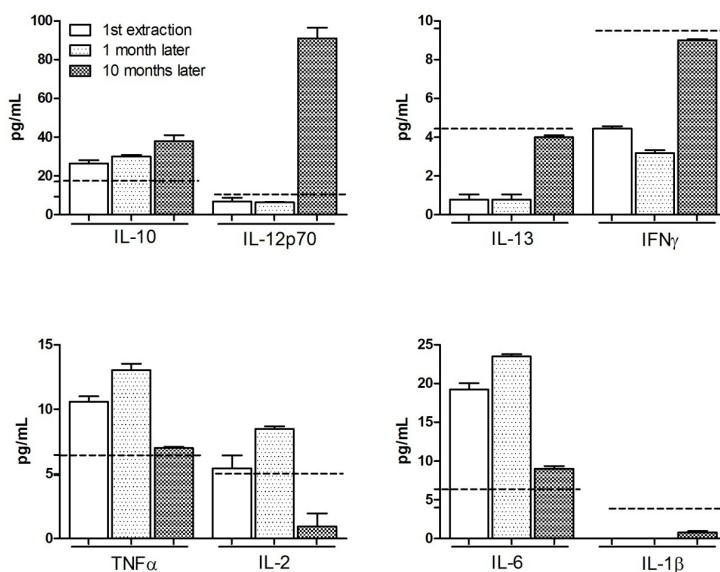 100
80
60
40
20
0
pg/mL
1st extraction
1 month later
10 months later
IL-10
IL-12p70
10
8
6
4
2
0
pg/mL
IL-13
IFNγ
15
10
5
0
pg/mL
TNFα
IL-2
25
20
15
10
5
0
pg/mL
IL-6
IL-1β